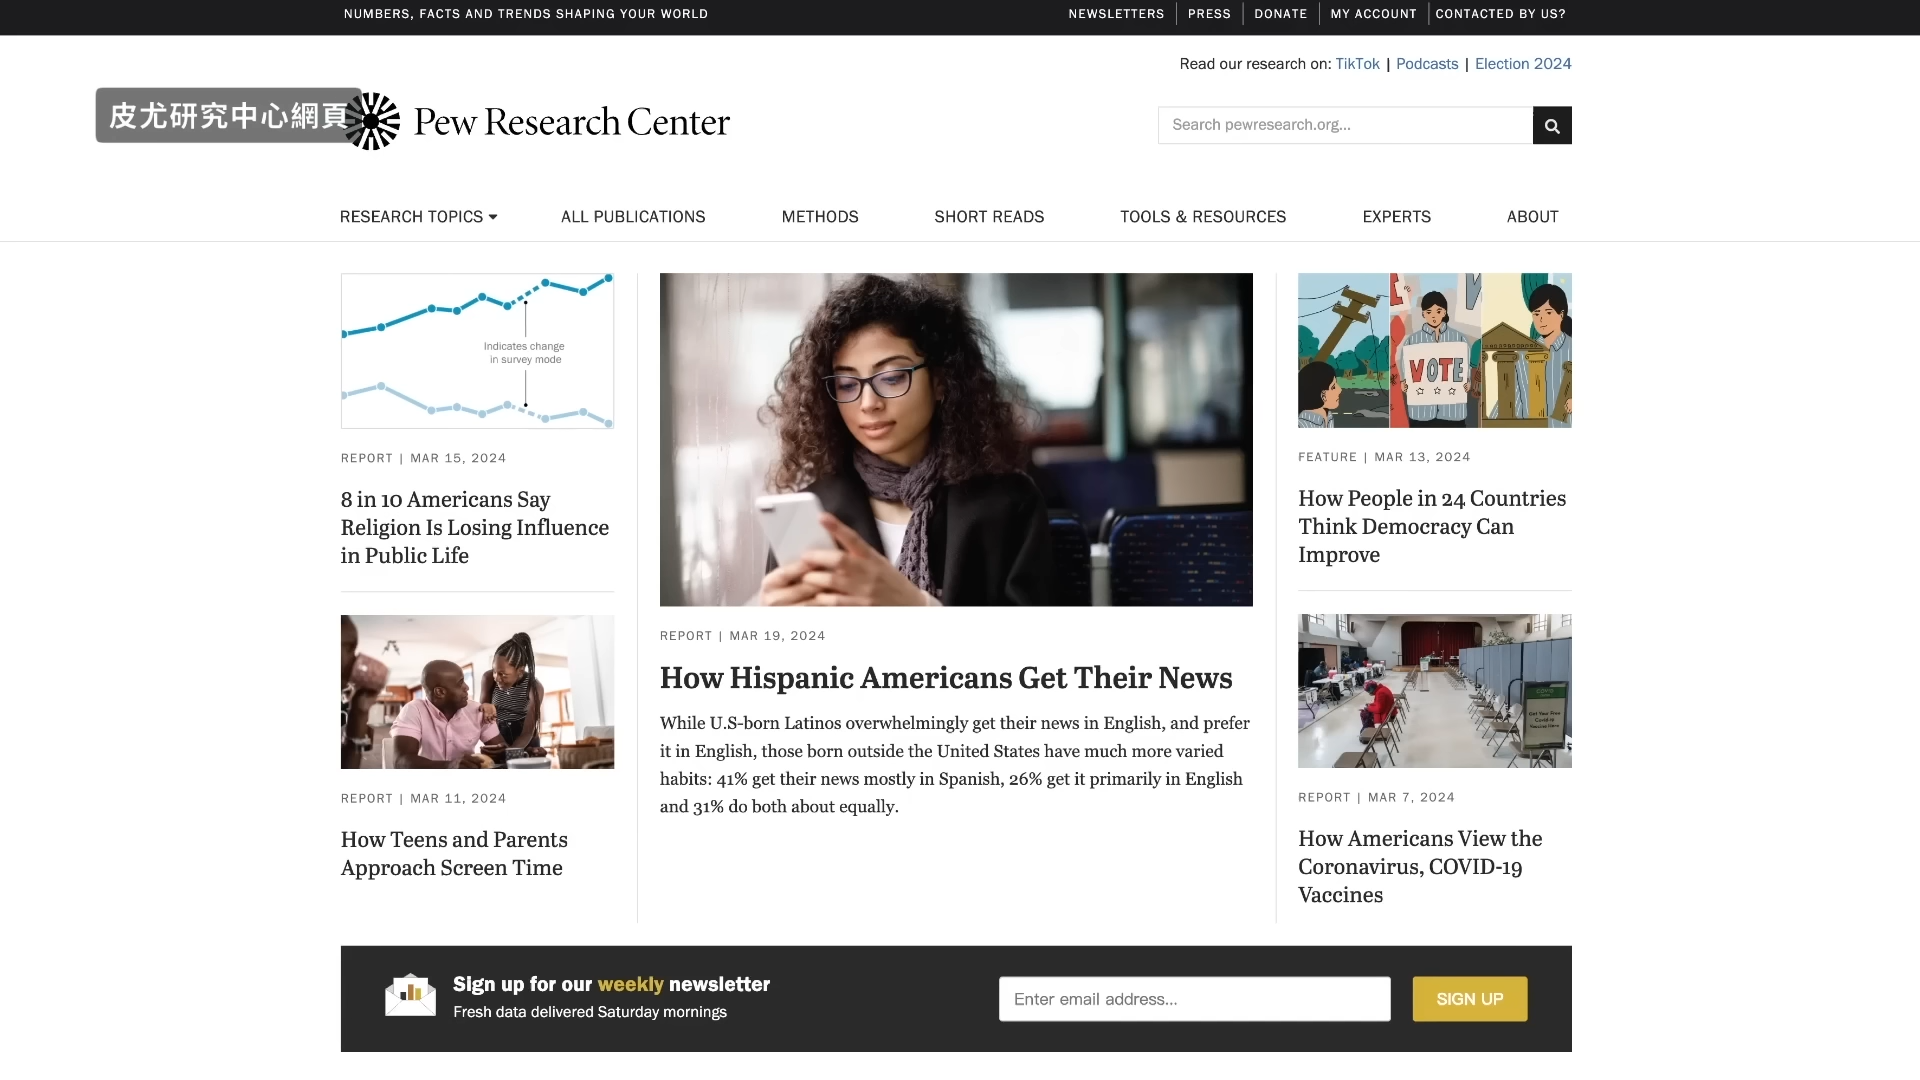 NUMBERS, FACTS AND TRENDS SHAPING YOUR WORLD
NEWSLETTERS PRESS DONATE MY ACCOUNT CONTACTED BY US?
Read our research on: TikTok | Podcasts | Election 2024
皮尤研究中心網頁
Pew Research Center
Search pewresearch.org...
RESEARCH TOPICS ALL PUBLICATIONS METHODS SHORT READS TOOLS & RESOURCES EXPERTS ABOUT
Indicates change
in survey mode
REPORT | MAR 15, 2024
8 in 10 Americans Say
Religion Is Losing Influence
in Public Life
REPORT | MAR 11, 2024
How Teens and Parents
Approach Screen Time
REPORT | MAR 19, 2024
How Hispanic Americans Get Their News
While U.S-born Latinos overwhelmingly get their news in English, and prefer
it in English, those born outside the United States have much more varied
habits: 41% get their news mostly in Spanish, 26% get it primarily in English
and 31% do both about equally.
VOTE
FEATURE | MAR 13, 2024
How People in 24 Countries
Think Democracy Can
Improve
REPORT | MAR 7, 2024
How Americans View the
Coronavirus, COVID-19
Vaccines
Sign up for our weekly newsletter
Fresh data delivered Saturday mornings
Enter email address...
SIGN UP